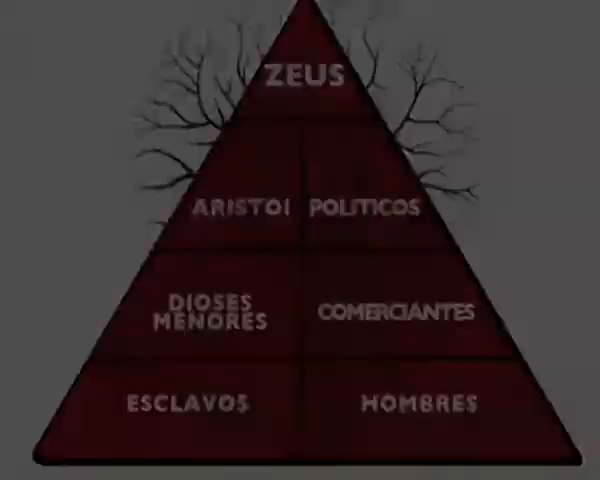 ZEUS
ARISTOI POLITICOS
DIOSES
MENORES
COMERCIANTES
ESCLAVOS
HOMBRES